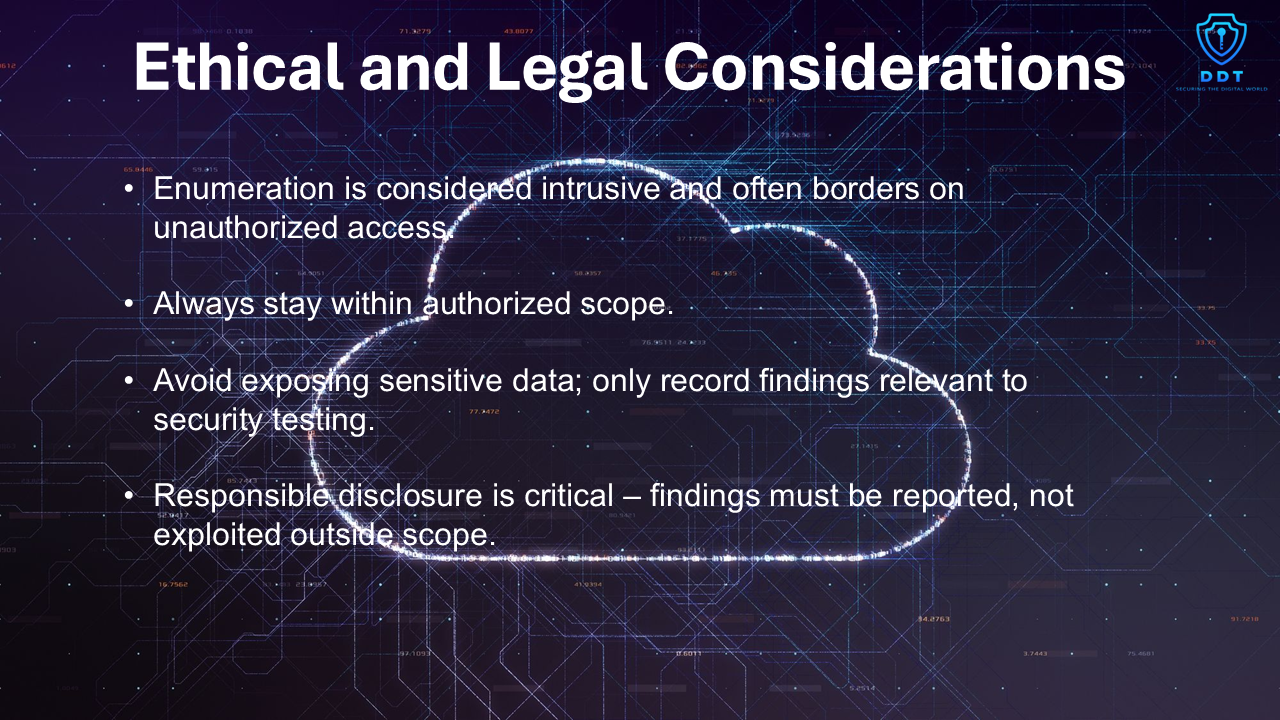 Ethical and Legal Considerations
DDT
SECURING THE DIGITAL WORLD
• Enumeration is considered intrusive and often borders on
unauthorized access.
• Always stay within authorized scope.
• Avoid exposing sensitive data; only record findings relevant to
security testing.
• Responsible disclosure is critical – findings must be reported, not
exploited outside scope.